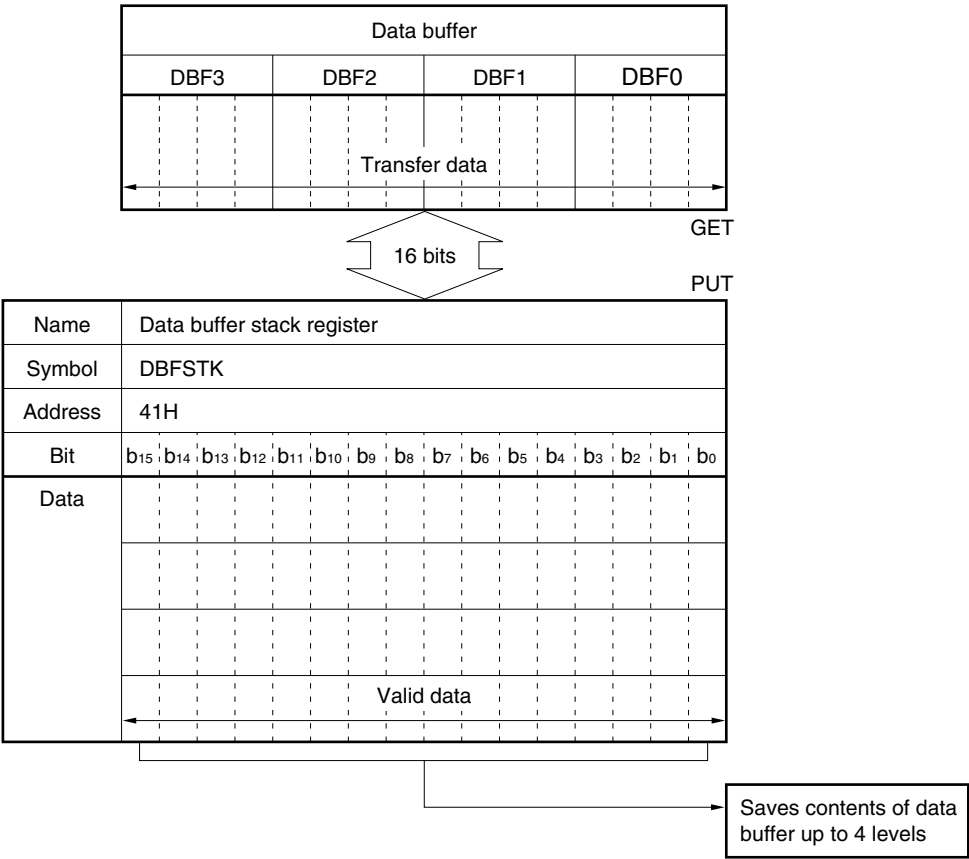 Data buffer
DBF3 DBF2 DBF1 DBF0
Transfer data
GET
16 bits
PUT
Name Data buffer stack register
Symbol DBFSTK
Address 41H
Bit b15 b14 b13 b12 b11 b10 b9 b8 b7 b6 b5 b4 b3 b2 b1 b0
Data
Valid data
Saves contents of data
buffer up to 4 levels